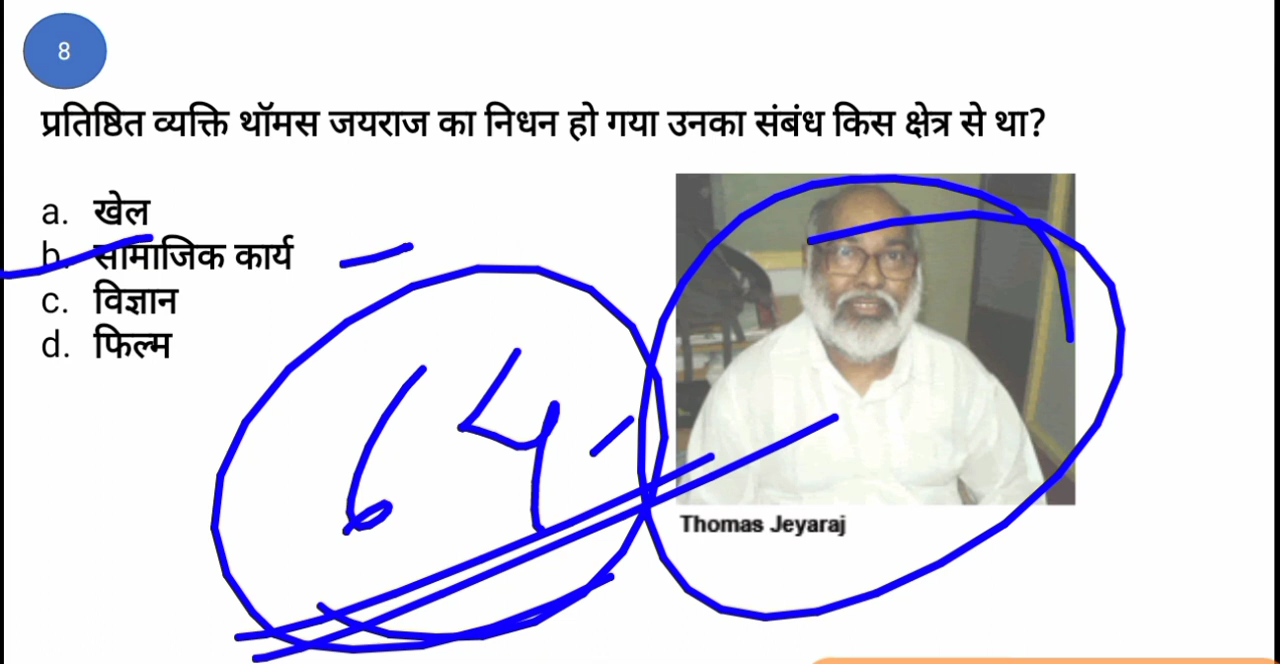 8
प्रतिष्ठित व्यक्ति थॉमस जयराज का निधन हो गया उनका संबंध किस क्षेत्र से था?
a. खेल
b. सामाजिक कार्य
c. विज्ञान
d. फिल्म
64
Thomas Jeyaraj